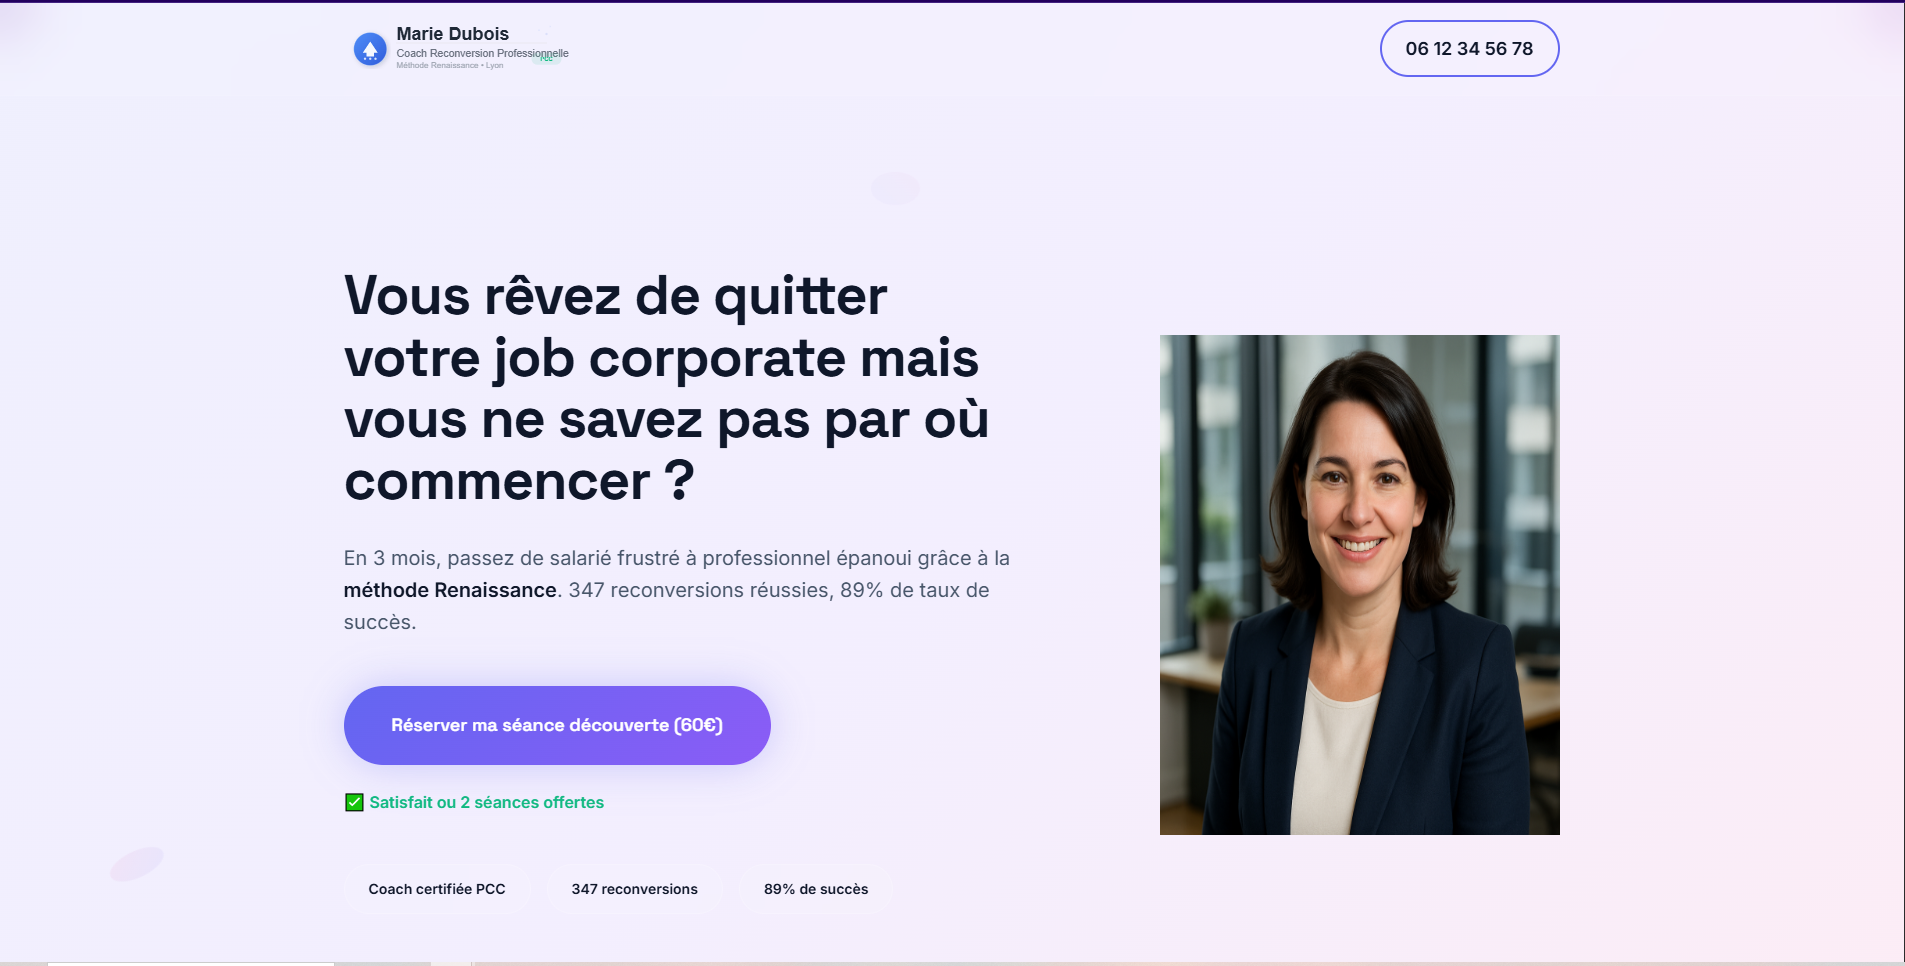 Marie Dubois
Coach Reconversion Professionnelle
PCC
Méthode Renaissance • Lyon
06 12 34 56 78
Vous rêvez de quitter
votre job corporate mais
vous ne savez pas par où
commencer ?
En 3 mois, passez de salarié frustré à professionnel épanoui grâce à la
méthode Renaissance. 347 reconversions réussies, 89% de taux de
succès.
Réserver ma séance découverte (60€)
✅ Satisfait ou 2 séances offertes
Coach certifiée PCC
347 reconversions
89% de succès